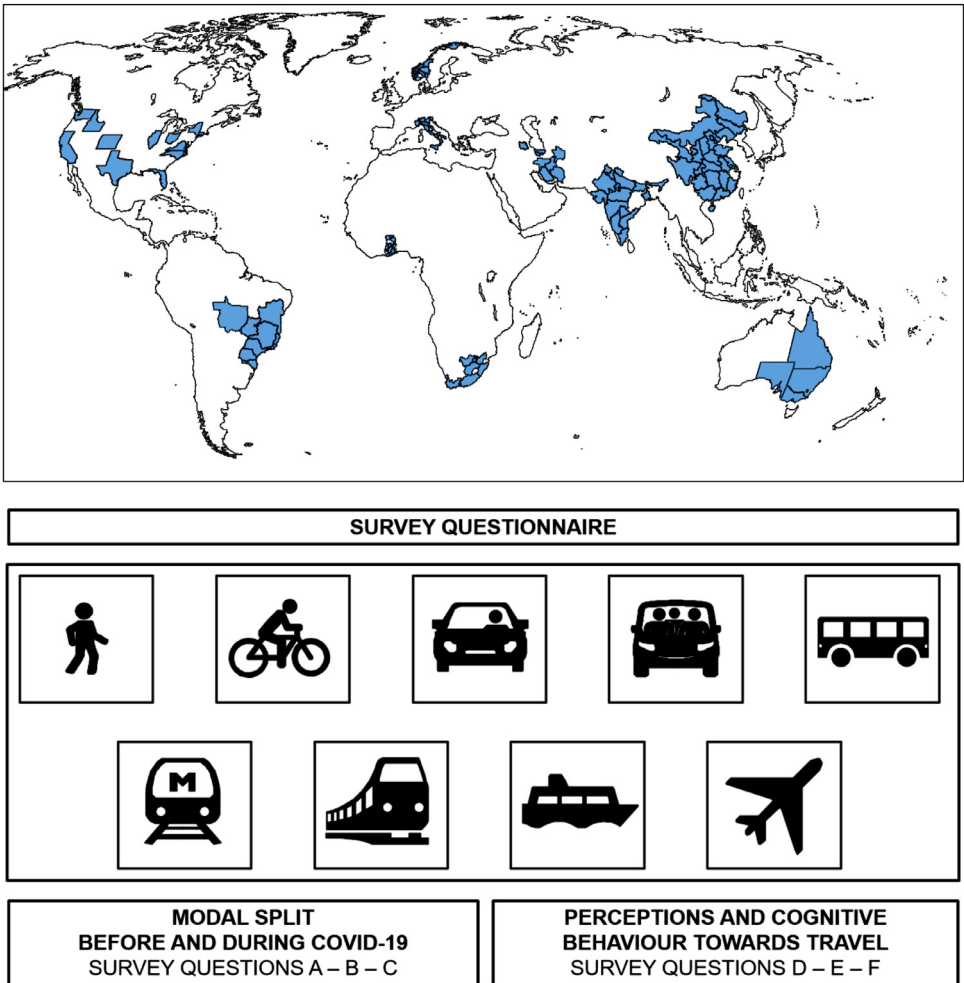 SURVEY QUESTIONNAIRE
M
MODAL SPLIT
BEFORE AND DURING COVID-19
SURVEY QUESTIONS A – B – C
PERCEPTIONS AND COGNITIVE
BEHAVIOUR TOWARDS TRAVEL
SURVEY QUESTIONS D – E – F